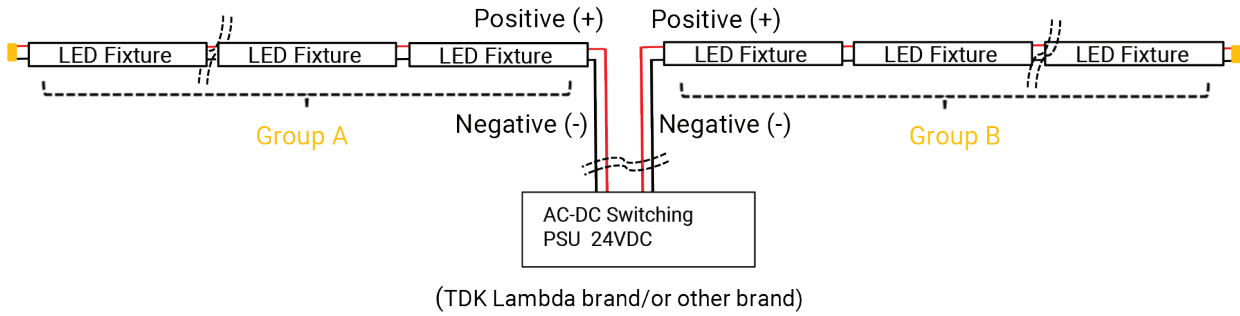 Positive (+)
Positive (+)
LED Fixture
LED Fixture
LED Fixture
LED Fixture
LED Fixture
LED Fixture
Group A
Negative (-)
Negative (-)
Group B
AC-DC Switching
PSU 24VDC
(TDK Lambda brand/or other brand)